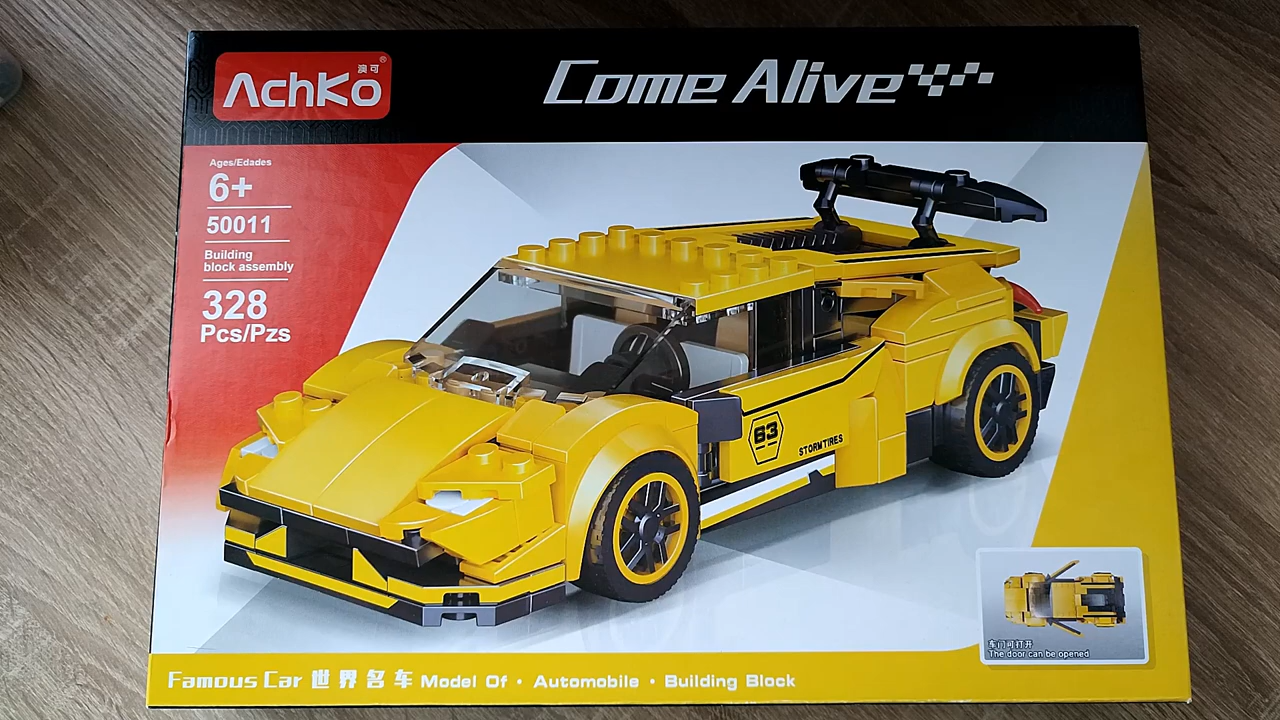 AchKo
澳可®
Come Alive
Ages/Edades
6+
50011
Building
block assembly
328
Pcs/Pzs
63
STORMTIRES
车门可打开
The door can be opened
Famous Car 世界名车 Model Of · Automobile · Building Block